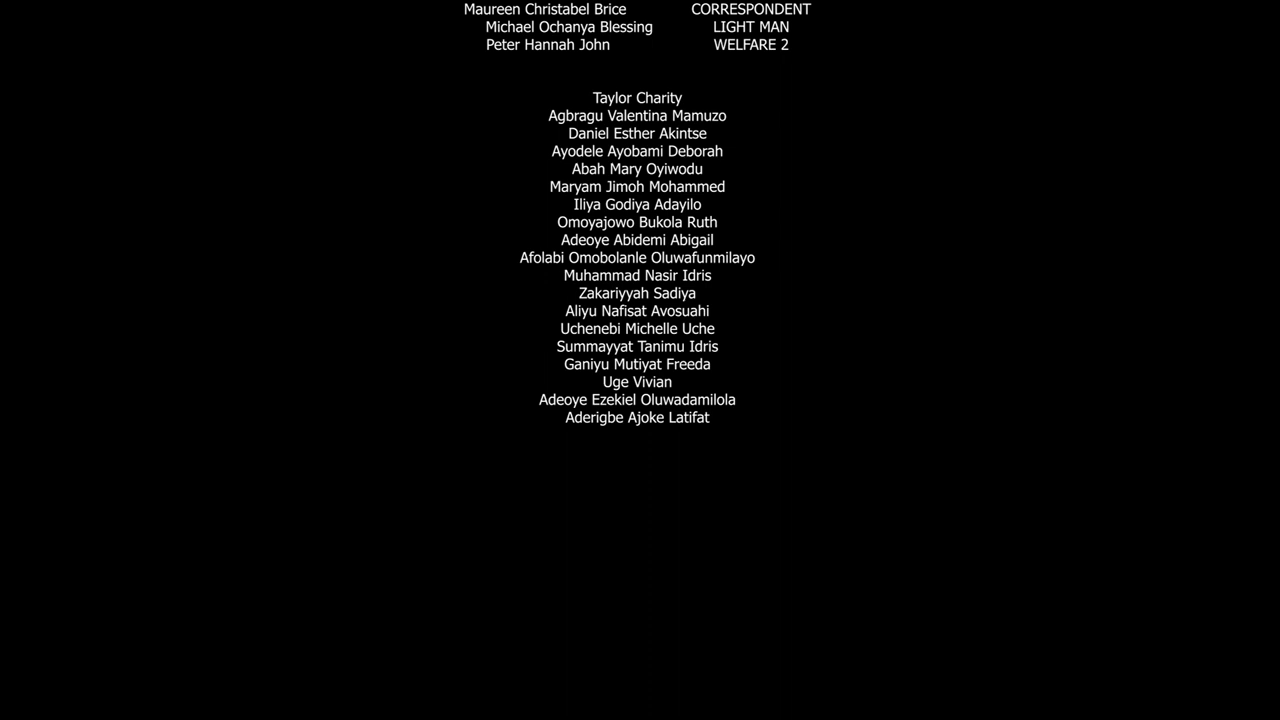 Maureen Christabel Brice CORRESPONDENT
Michael Ochanya Blessing LIGHT MAN
Peter Hannah John WELFARE 2
Taylor Charity
Agbragu Valentina Mamuzo
Daniel Esther Akintse
Ayodele Ayobami Deborah
Abah Mary Oyiwodu
Maryam Jimoh Mohammed
Iliya Godiya Adayilo
Omoyajowo Bukola Ruth
Adeoye Abidemi Abigail
Afolabi Omobolanle Oluwafunmilayo
Muhammad Nasir Idris
Zakariyyah Sadiya
Aliyu Nafisat Avosuahi
Uchenebi Michelle Uche
Summayyat Tanimu Idris
Ganiyu Mutiyat Freeda
Uge Vivian
Adeoye Ezekiel Oluwadamilola
Aderigbe Ajoke Latifat